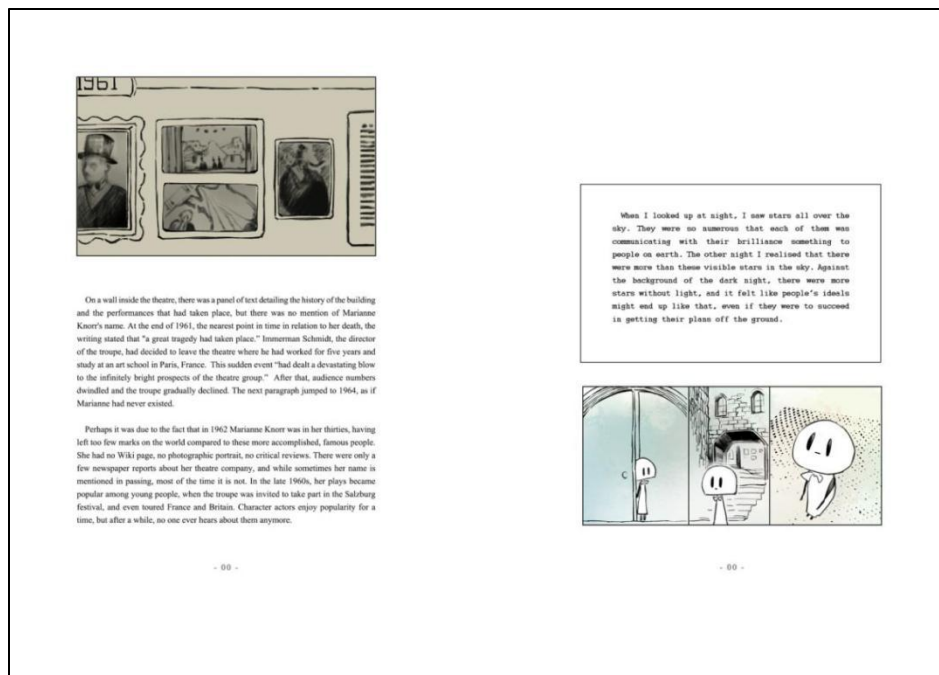 1961
On a wall inside the theatre, there was a panel of text detailing the history of the building
and the performances that had taken place, but there was no mention of Marianne
Knorr's name. At the end of 1961, the nearest point in time in relation to her death, the
writing stated that "a great tragedy had taken place." Immerman Schmidt, the director
of the troupe, had decided to leave the theatre where he had worked for five years and
study at an art school in Paris, France. This sudden event "had dealt a devastating blow
to the infinitely bright prospects of the theatre group." After that, audience numbers
dwindled and the troupe gradually declined. The next paragraph jumped to 1964, as if
Marianne had never existed.
Perhaps it was due to the fact that in 1962 Marianne Knorr was in her thirties, having
left too few marks on the world compared to these more accomplished, famous people.
She had no Wiki page, no photographic portrait, no critical reviews. There were only a
few newspaper reports about her theatre company, and while sometimes her name is
mentioned in passing, most of the time it is not. In the late 1960s, her plays became
popular among young people, when the troupe was invited to take part in the Salzburg
festival, and even toured France and Britain. Character actors enjoy popularity for a
time, but after a while, no one ever hears about them anymore.
- 00 -
When I looked up at night, I saw stars all over the
sky. They were so numerous that each of them was
communicating with their brilliance something to
people on earth. The other night I realised that there
were more than these visible stars in the sky. Against
the background of the dark night, there were more
stars without light, and it felt like people's ideals
might end up like that, even if they were to succeed
in getting their plans off the ground.
- 00 -